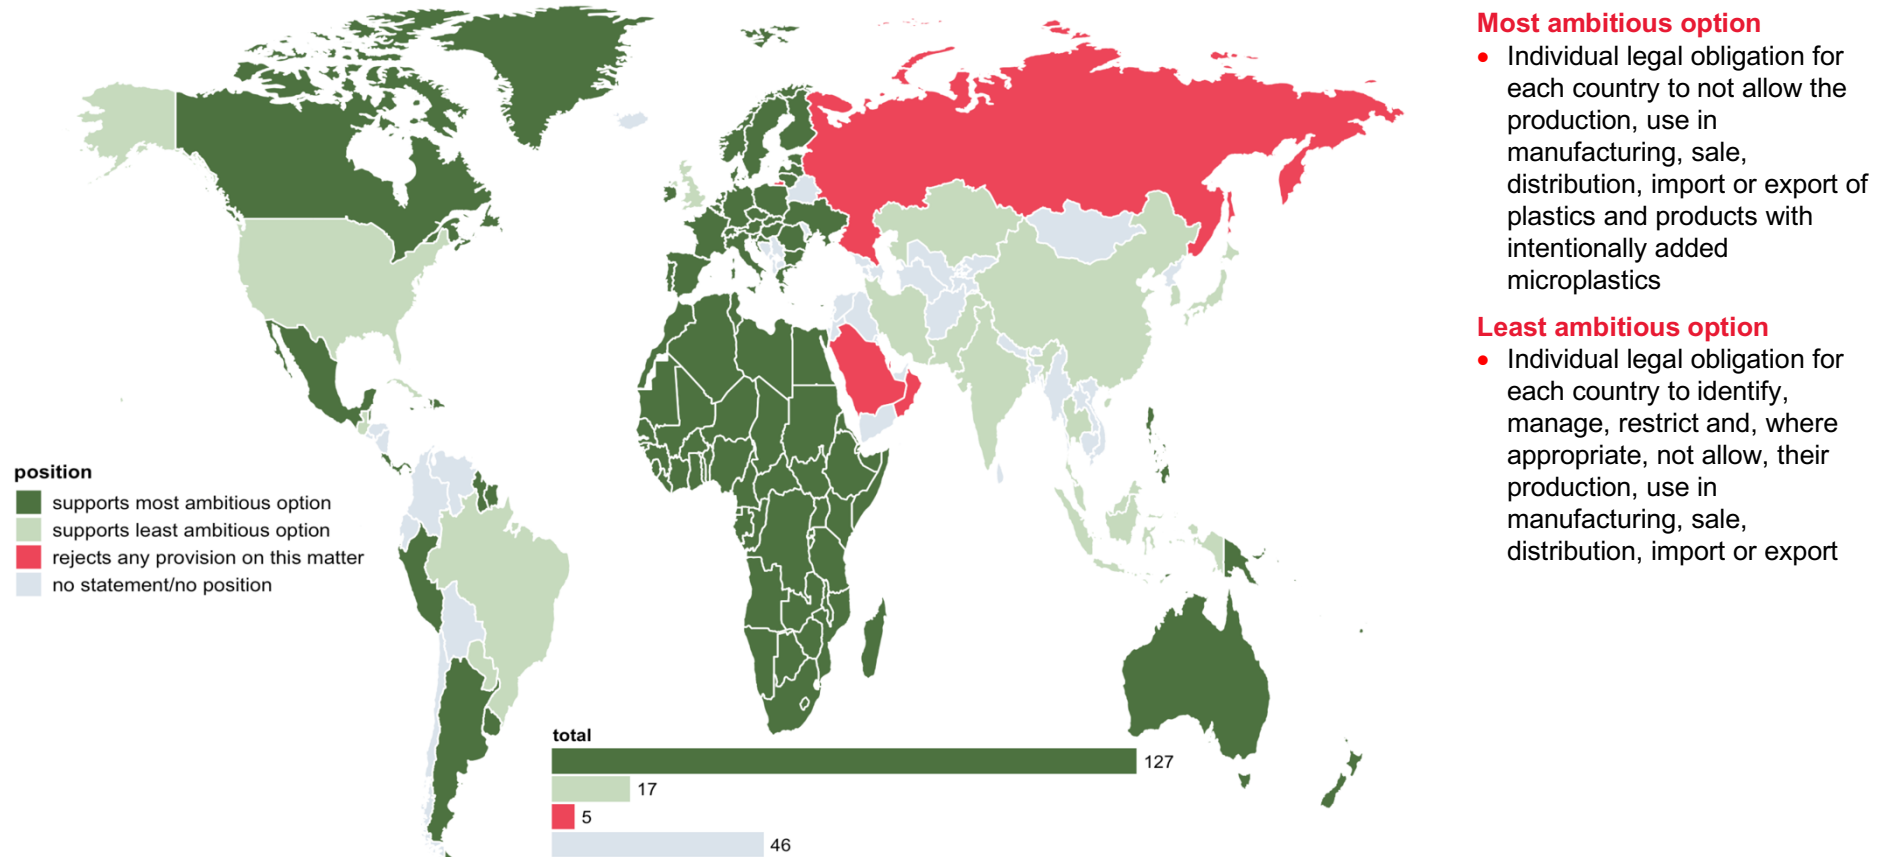 Most ambitious option
• Individual legal obligation for
each country to not allow the
production, use in
manufacturing, sale,
distribution, import or export of
plastics and products with
intentionally added
microplastics
Least ambitious option
• Individual legal obligation for
each country to identify,
manage, restrict and, where
appropriate, not allow, their
production, use in
manufacturing, sale,
distribution, import or export
position
supports most ambitious option
supports least ambitious option
rejects any provision on this matter
no statement/no position
total
127
17
5
46